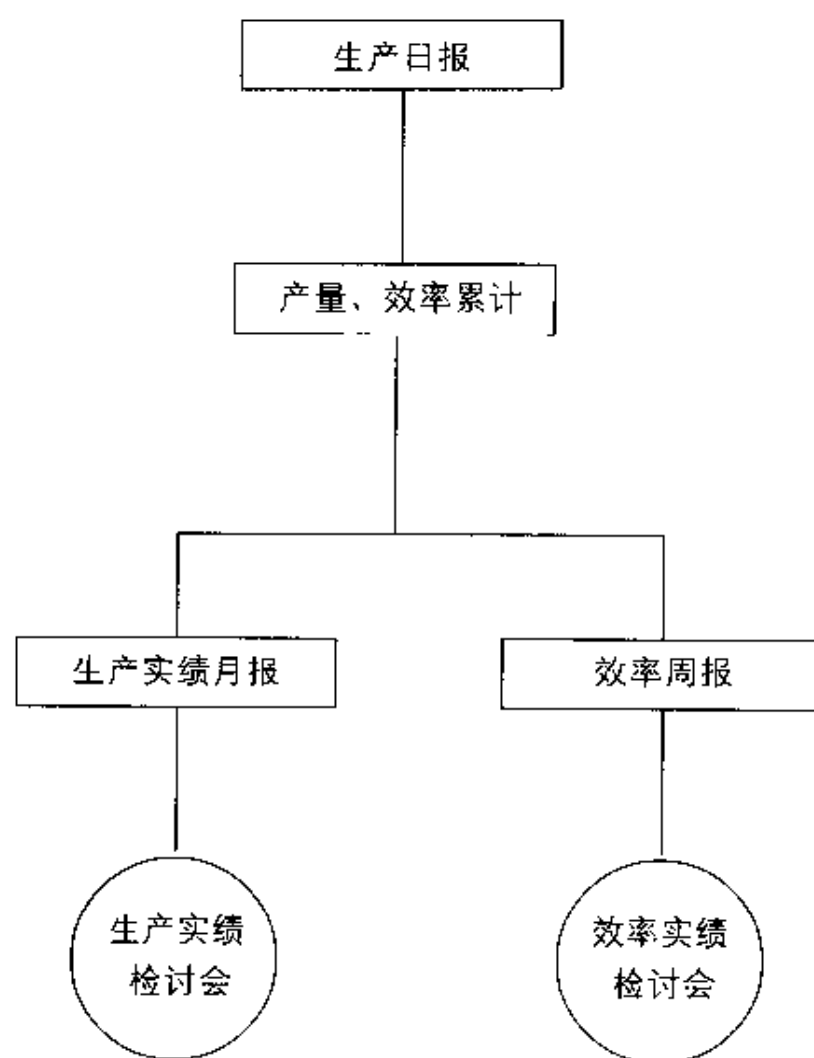 生产日报
产量、效率累计
生产实绩月报
效率周报
生产实绩
检讨会
效率实绩
检讨会